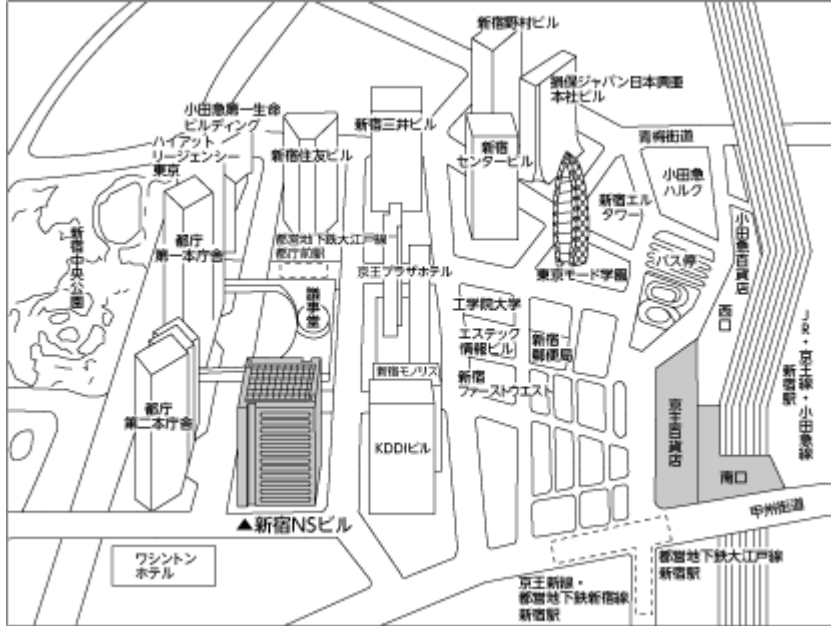 新宿野村ビル
損保ジャパン日本興亜
本社ビル
小田急第一生命
ビルディング
新宿三井ビル
青梅街道
ハイアット
リージェンシー
東京
新宿住友ビル
新宿
センタービル
小田急
ハルク
新宿エル
タワー
小田急百貨店
新宿中央公園
都庁
第一本庁舎
都営地下鉄大江戸線
都庁前駅
京王プラザホテル
東京モード学園
バス停
議事堂
工学院大学
西口
JR・京王線・小田急線
新宿駅
エステック
情報ビル
新宿
郵便局
新宿モノリス
新宿
ファーストウエスト
京王百貨店
都庁
第二本庁舎
KDDIビル
南口
甲州街道
▲新宿NSビル
ワシントン
ホテル
都営地下鉄大江戸線
新宿駅
京王新線・
都営地下鉄新宿線
新宿駅